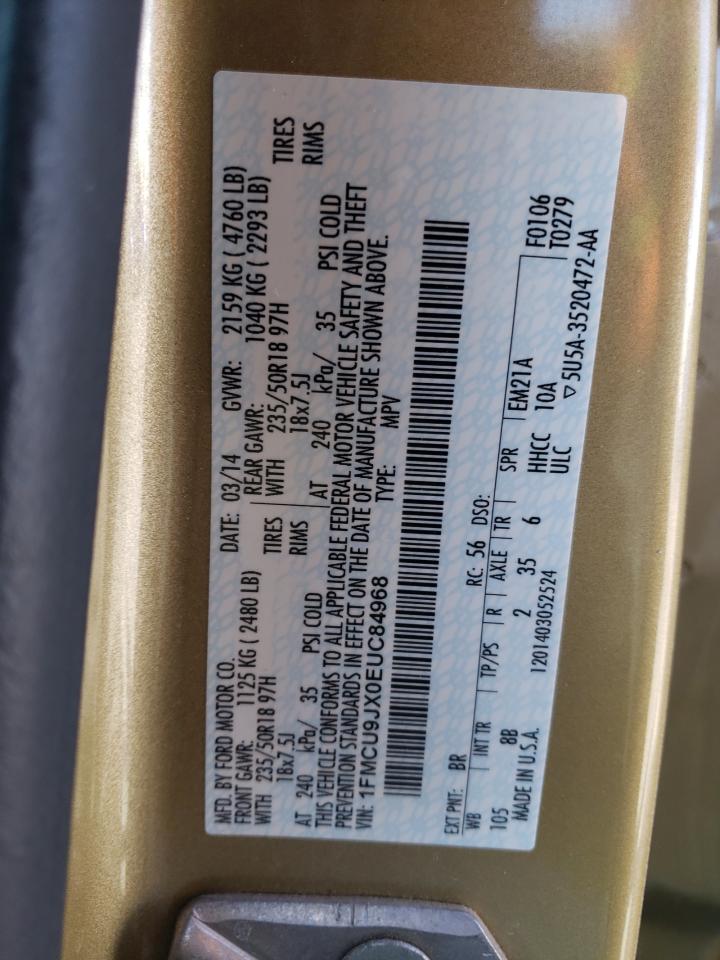 MFD. BY FORD MOTOR CO.
DATE: 03/14 GVWR: 2159 KG ( 4760 LB)
FRONT GAWR: 1125 KG ( 2480 LB) REAR GAWR: 1040 KG ( 2293 LB)
WITH 235/50R18 97H TIRES WITH 235/50R18 97H TIRES
18x7.5J RIMS 18x7.5J RIMS
AT 240 kPa/ 35 PSI COLD AT 240 kPa/ 35 PSI COLD
THIS VEHICLE CONFORMS TO ALL APPLICABLE FEDERAL MOTOR VEHICLE SAFETY AND THEFT
PREVENTION STANDARDS IN EFFECT ON THE DATE OF MANUFACTURE SHOWN ABOVE.
VIN: 1FMCU9JX0EUC84968 TYPE: MPV
EXT PNT: BR RC: 56 DSO: F0106
T0279
WB INT TR TP/PS R AXLE TR SPR EM21A
105 8B 2 35 6 HHCC 10A
ULC
MADE IN U.S.A. 1201403052524 ▽5U5A-3520472-AA